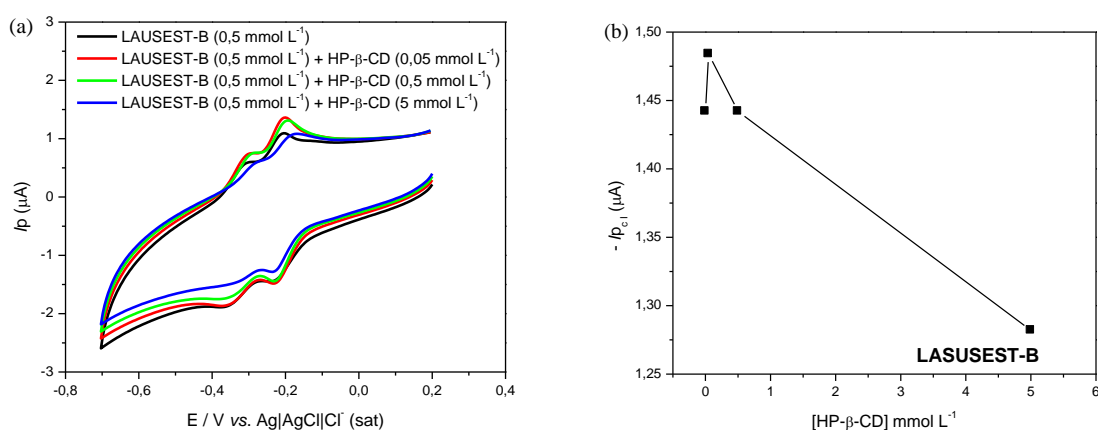 (a)
LAUSEST-B (0,5 mmol L⁻¹)
LAUSEST-B (0,5 mmol L⁻¹) + HP-β-CD (0,05 mmol L⁻¹)
LAUSEST-B (0,5 mmol L⁻¹) + HP-β-CD (0,5 mmol L⁻¹)
LAUSEST-B (0,5 mmol L⁻¹) + HP-β-CD (5 mmol L⁻¹)
3
2
1
0
-1
-2
-3
Ip (μA)
-0,8 -0,6 -0,4 -0,2 0,0 0,2 0,4
E / V vs. Ag|AgCl|Cl⁻ (sat)
(b)
1,50
1,45
1,40
1,35
1,30
1,25
- Ip c I (μA)
LASUSEST-B
0 1 2 3 4 5 6
[HP-β-CD] mmol L⁻¹